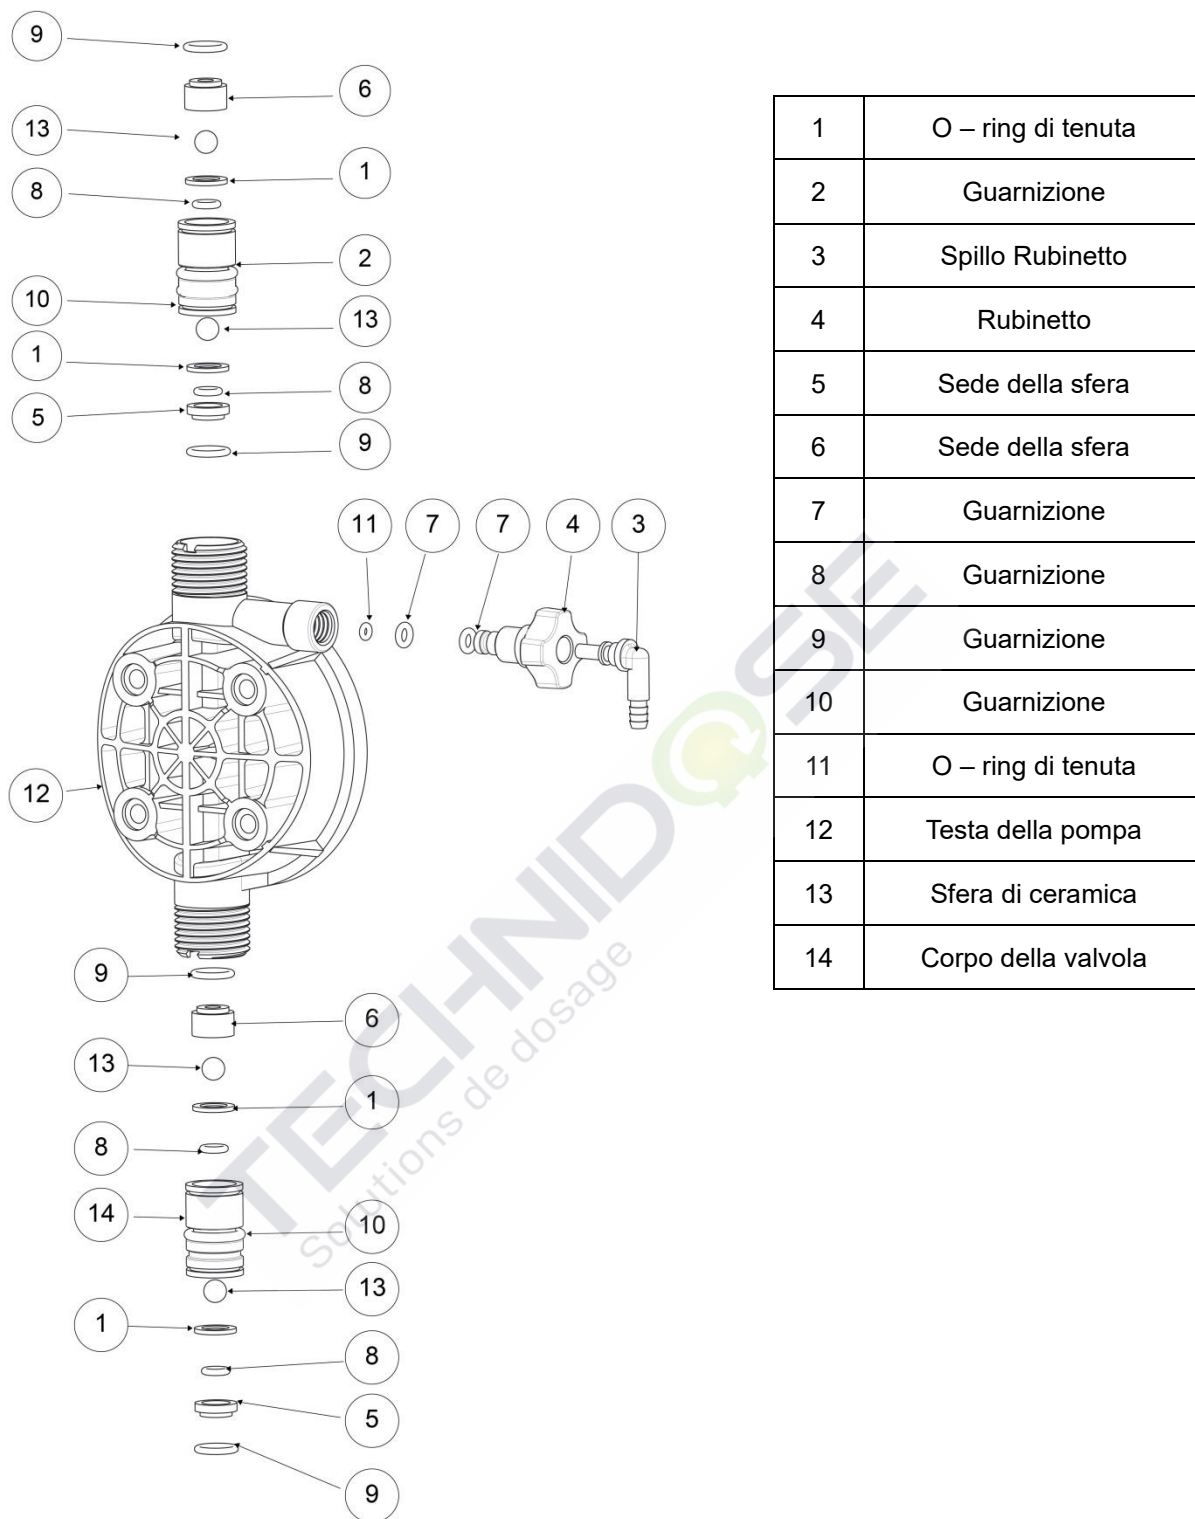 9
6
13
1
8
2
10
13
1
8
5
9
11 7 7 4 3
12
9
6
13
1
8
14
10
13
1
8
5
9
1 O – ring di tenuta
2 Guarnizione
3 Spillo Rubinetto
4 Rubinetto
5 Sede della sfera
6 Sede della sfera
7 Guarnizione
8 Guarnizione
9 Guarnizione
10 Guarnizione
11 O – ring di tenuta
12 Testa della pompa
13 Sfera di ceramica
14 Corpo della valvola
TECHNIDOSE
Solutions de dosage